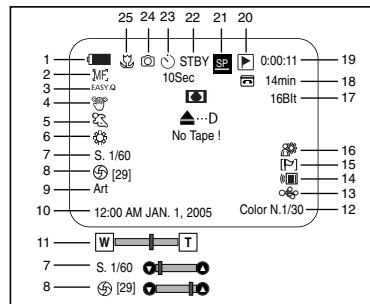 25 24 23 22 21 20
1 STBY SP 0:00:11 19
2 MF 10Sec 14min 18
3 EASY.Q 16BIt 17
4
5 D
6 No Tape !
7 S. 1/60 16
8 [29] 15
9 Art 14
13
10 12:00 AM JAN. 1, 2005 Color N.1/30 12
11 W T
7 S. 1/60
8 [29]